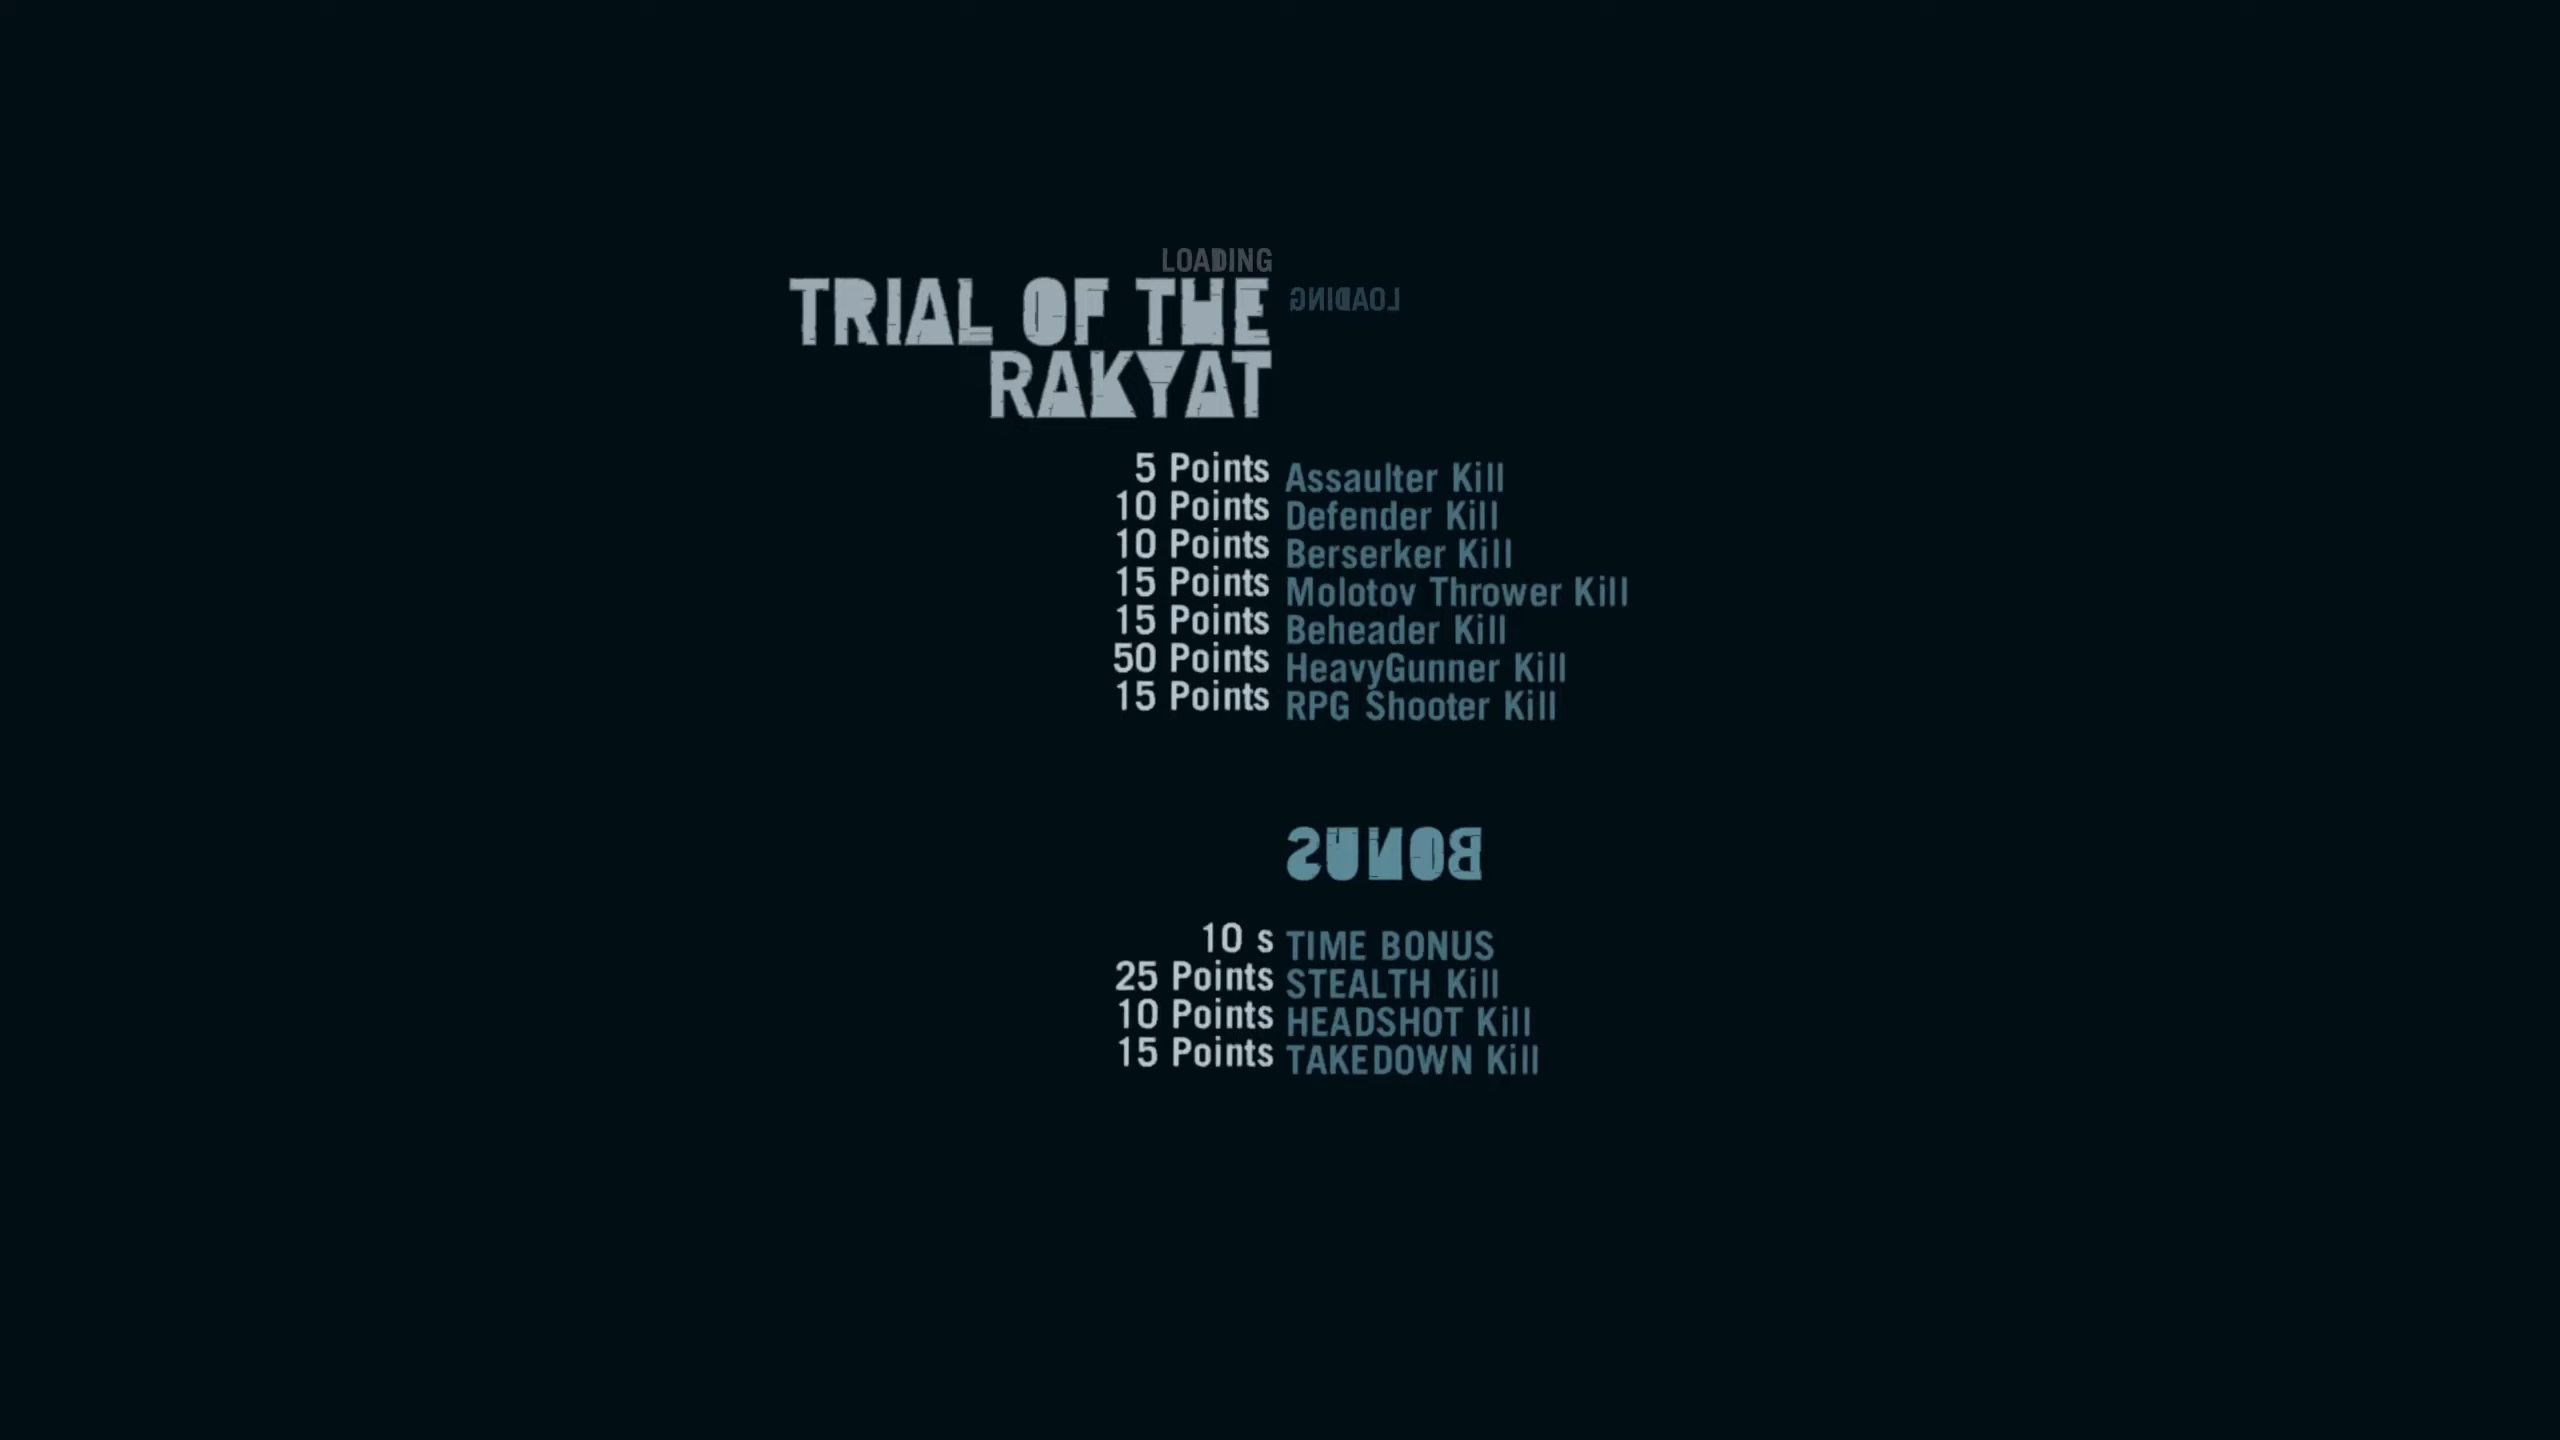 LOADING
LOADING
TRIAL OF THE
RAKYAT
5 Points Assaulter Kill
10 Points Defender Kill
10 Points Berserker Kill
15 Points Molotov Thrower Kill
15 Points Beheader Kill
50 Points HeavyGunner Kill
15 Points RPG Shooter Kill
BONUS
10 s TIME BONUS
25 Points STEALTH Kill
10 Points HEADSHOT Kill
15 Points TAKEDOWN Kill